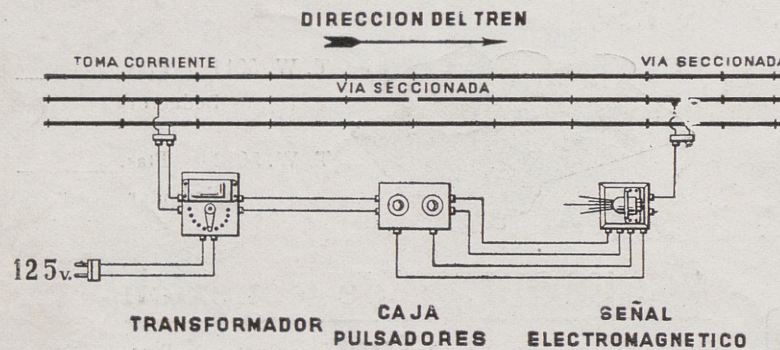 DIRECCION DEL TREN
TOMA CORRIENTE
VIA SECCIONADA
VIA SECCIONADA
125v.
TRANSFORMADOR
CAJA
PULSADORES
SEÑAL
ELECTROMAGNETICO